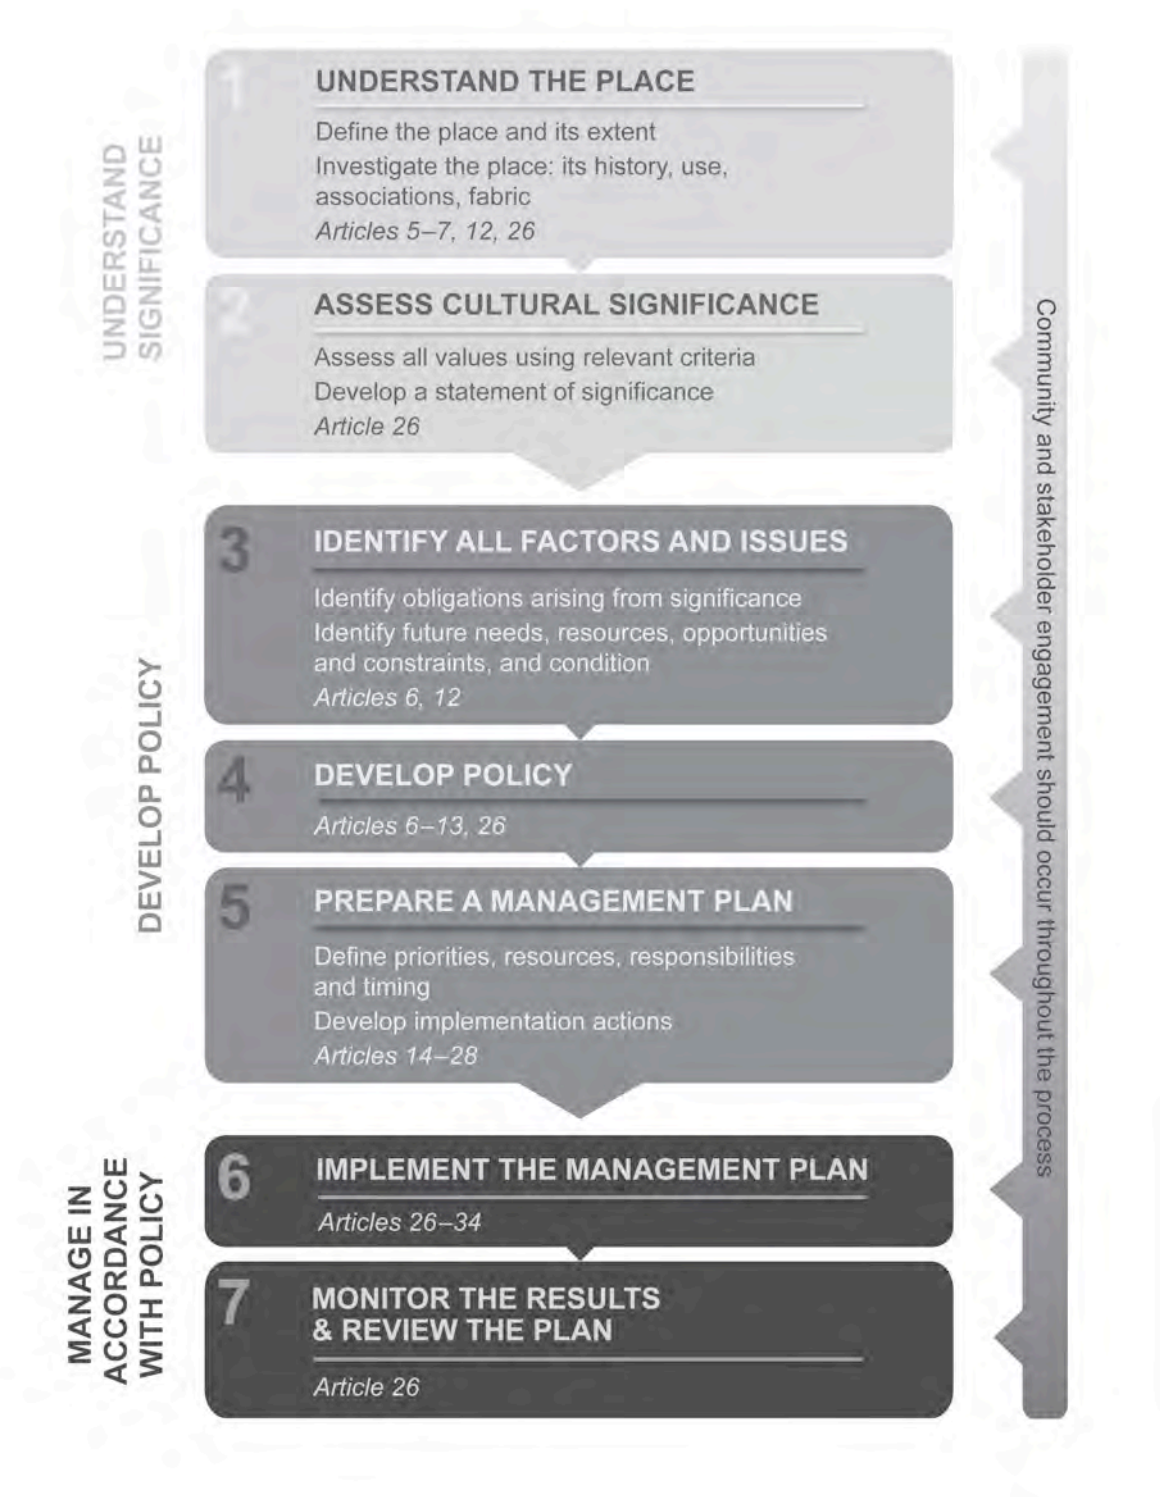 UNDERSTAND
SIGNIFICANCE
1
UNDERSTAND THE PLACE
Define the place and its extent
Investigate the place: its history, use,
associations, fabric
Articles 5–7, 12, 26
2
ASSESS CULTURAL SIGNIFICANCE
Assess all values using relevant criteria
Develop a statement of significance
Article 26
DEVELOP POLICY
3
IDENTIFY ALL FACTORS AND ISSUES
Identify obligations arising from significance
Identify future needs, resources, opportunities
and constraints, and condition
Articles 6, 12
4
DEVELOP POLICY
Articles 6–13, 26
5
PREPARE A MANAGEMENT PLAN
Define priorities, resources, responsibilities
and timing
Develop implementation actions
Articles 14–28
MANAGE IN
ACCORDANCE
WITH POLICY
6
IMPLEMENT THE MANAGEMENT PLAN
Articles 26–34
7
MONITOR THE RESULTS
& REVIEW THE PLAN
Article 26
Community and stakeholder engagement should occur throughout the process